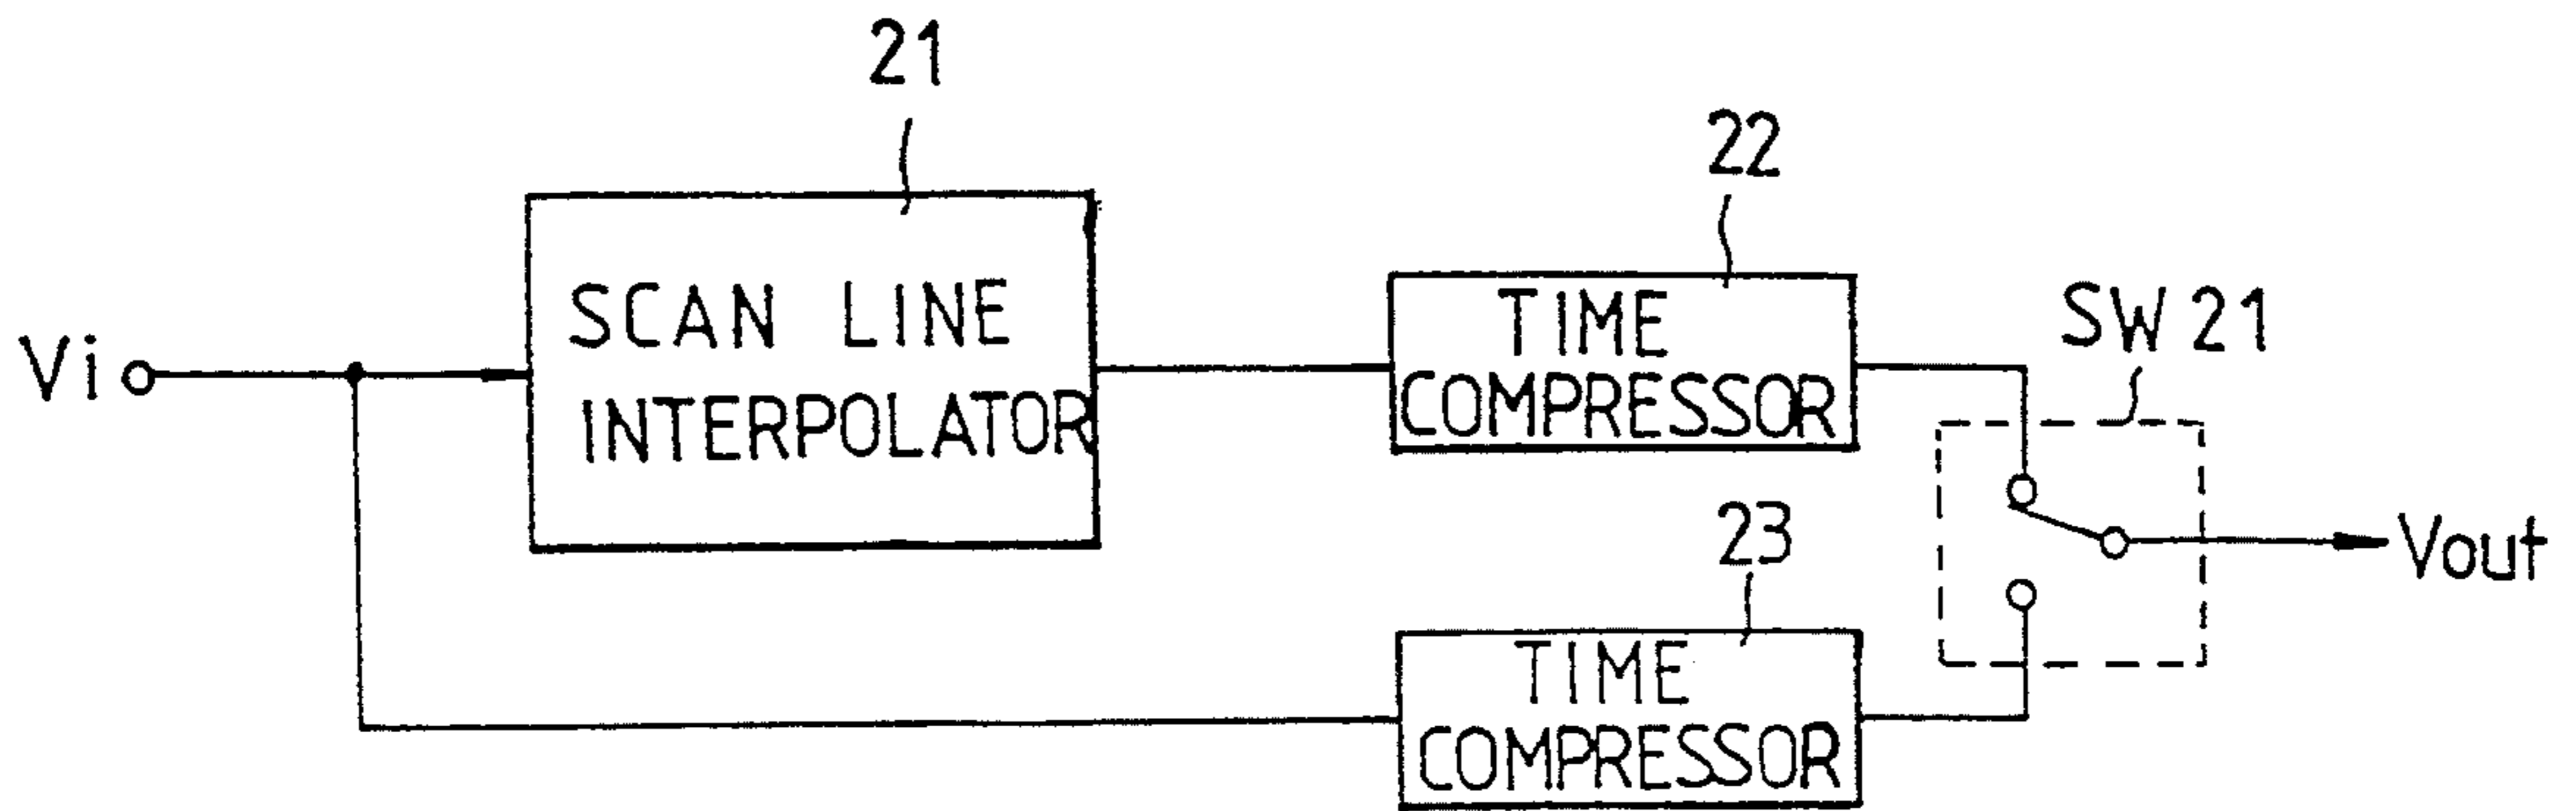 21
22
SW 21
Vi
SCAN LINE
INTERPOLATOR
TIME
COMPRESSOR
23
Vout
TIME
COMPRESSOR